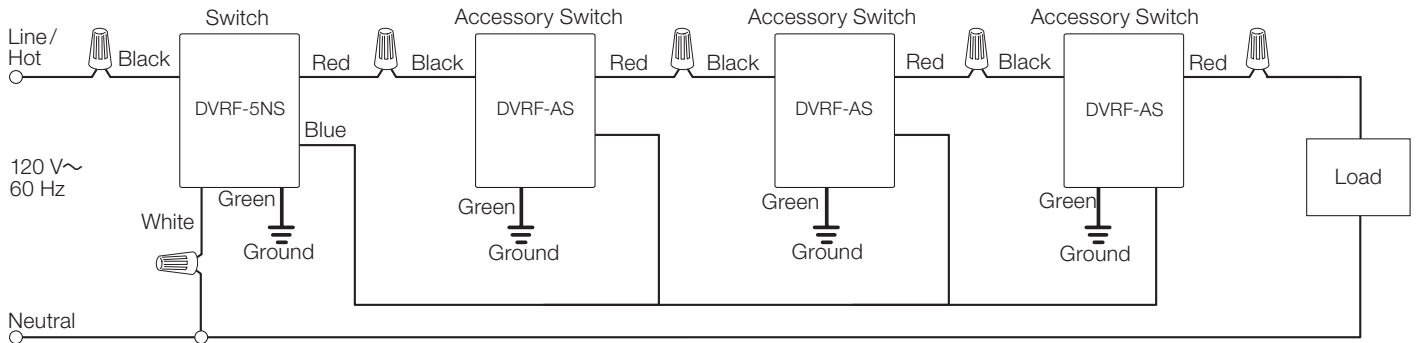 Switch
Accessory Switch
Accessory Switch
Accessory Switch
Line/
Hot
Black
Red
Black
Red
Black
Red
Black
Red
DVRF-5NS
DVRF-AS
DVRF-AS
DVRF-AS
Blue
120 V~
60 Hz
Load
Green
Green
Green
Green
White
Ground
Ground
Ground
Ground
Neutral